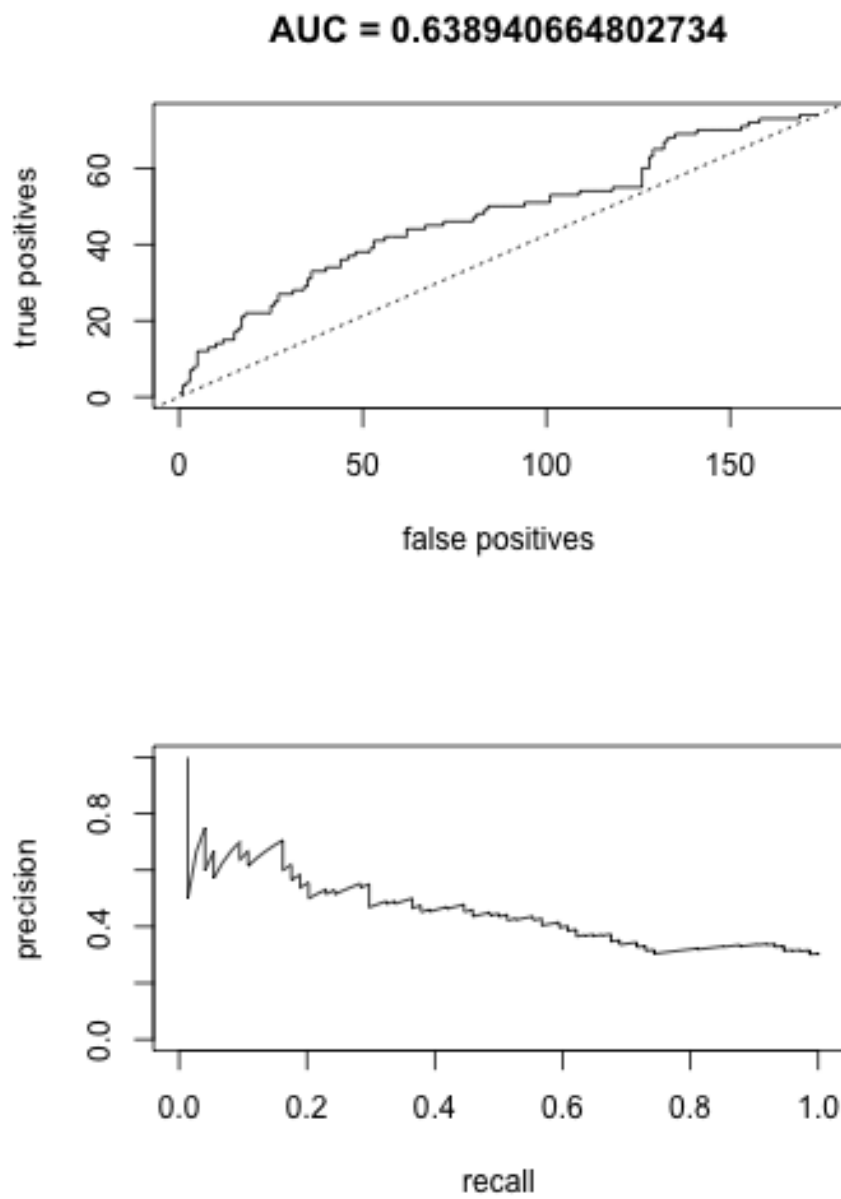 AUC = 0.638940664802734
true positives
60
40
20
0
0 50 100 150
false positives
precision
0.8
0.4
0.0
0.0 0.2 0.4 0.6 0.8 1.0
recall